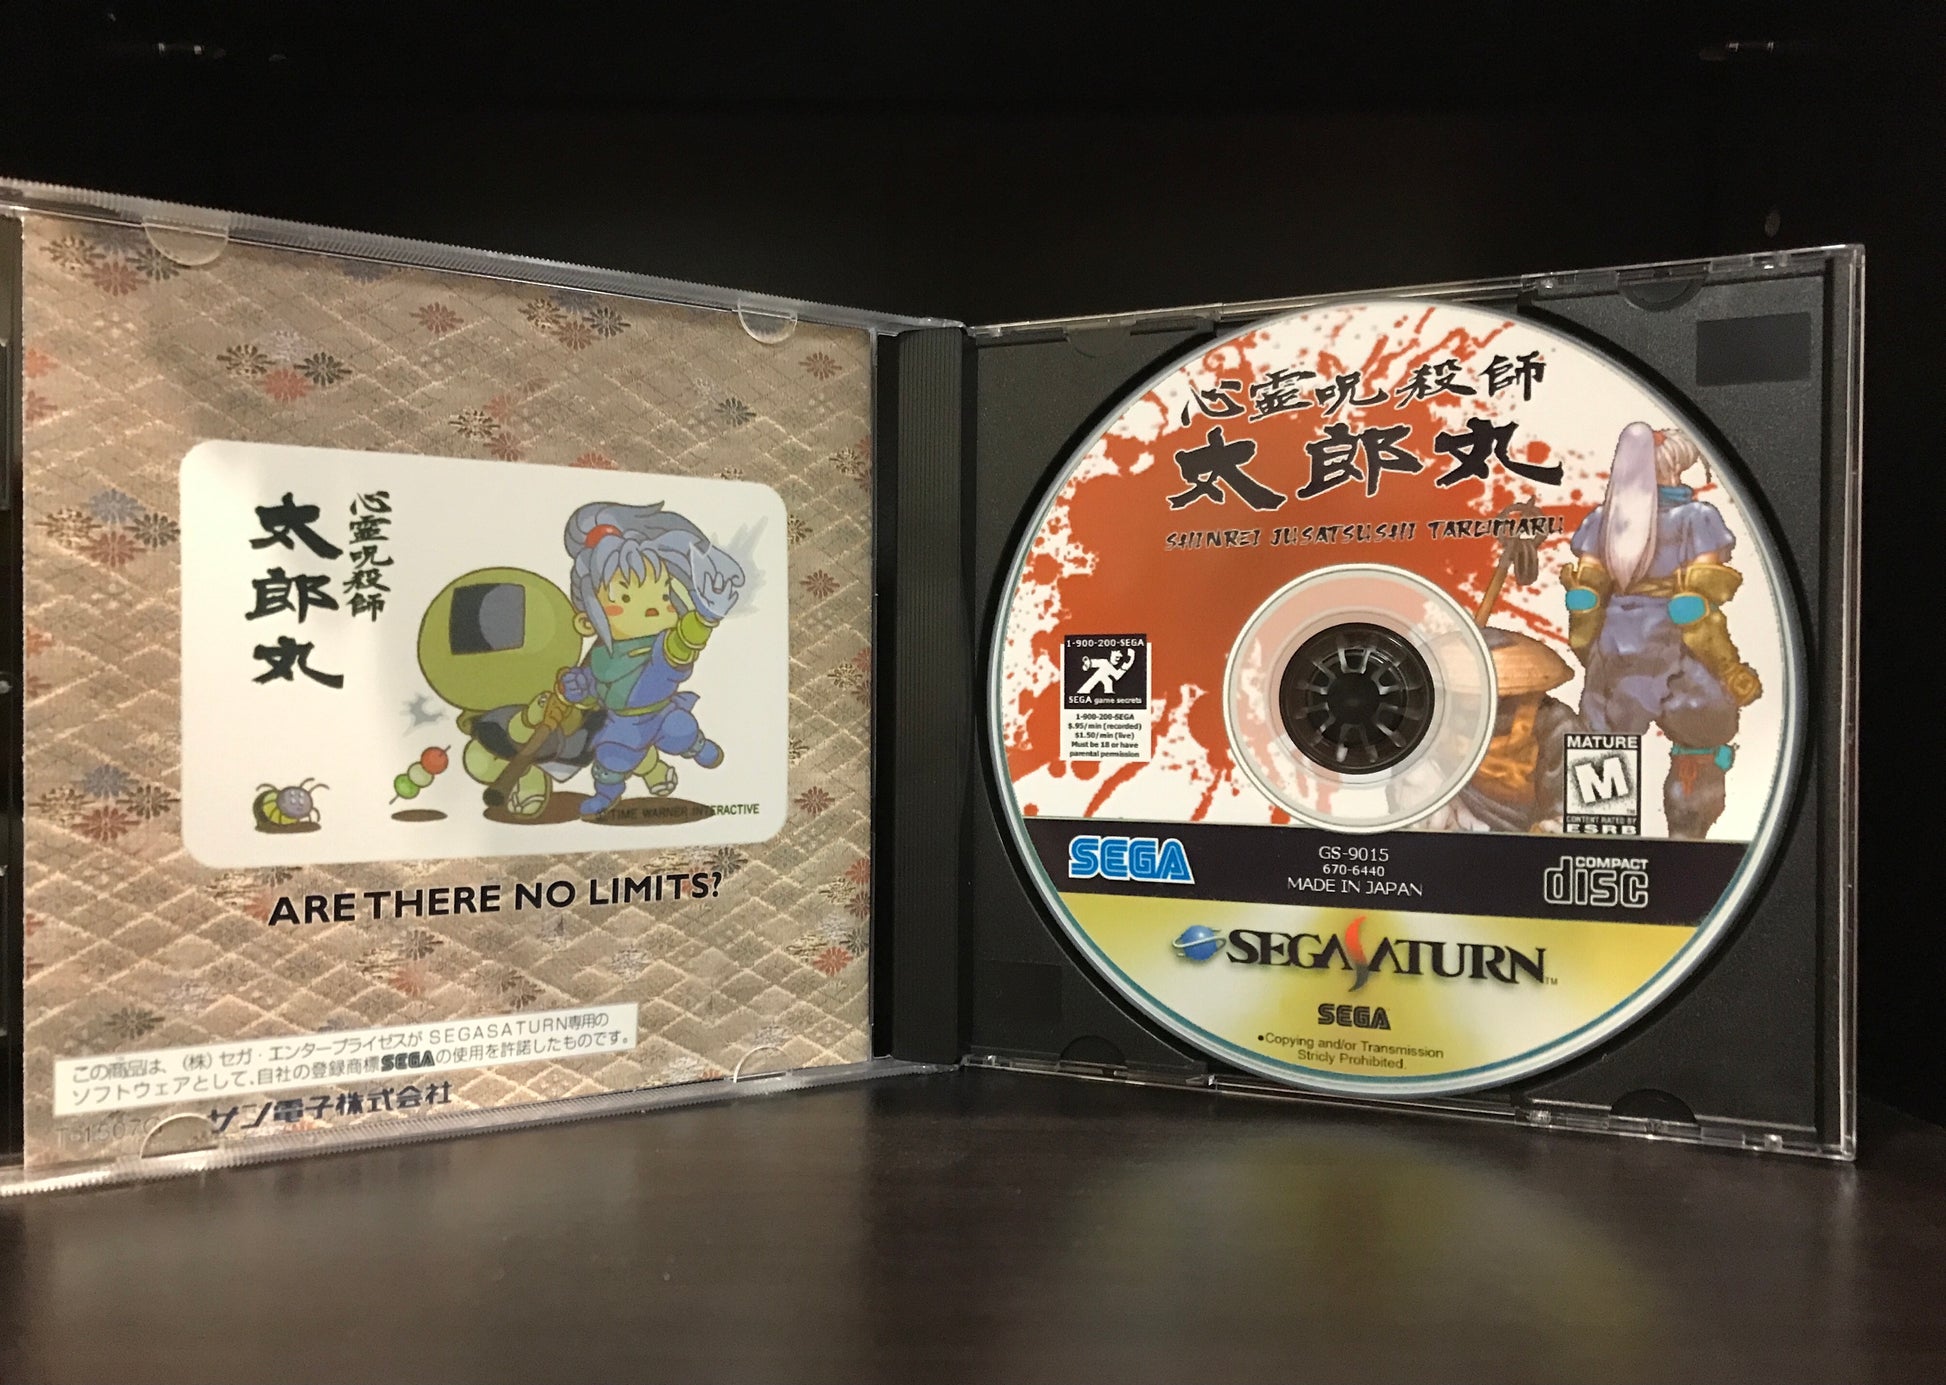 心霊呪殺師
太郎丸
© TIME WARNER INTERACTIVE
ARE THERE NO LIMITS?
この商品は、(株)セガ・エンタープライゼスが SEGASATURN専用の
ソフトウェアとして、自社の登録商標SEGAの使用を許諾したものです。
サン電子株式会社
T-1507G
心霊呪殺師
太郎丸
SHINREI JUSATSUSHI TARUMARU
1-900-200-SEGA
SEGA game secrets
1-900-200-SEGA
$.95/min (recorded)
$1.50/min (live)
Must be 18 or have
parental permission
MATURE
M
CONTENT RATED BY
ESRB
SEGA
GS-9015
670-6440
MADE IN JAPAN
COMPACT
disc
SEGA SATURN™
SEGA
•Copying and/or Transmission
Stricly Prohibited.